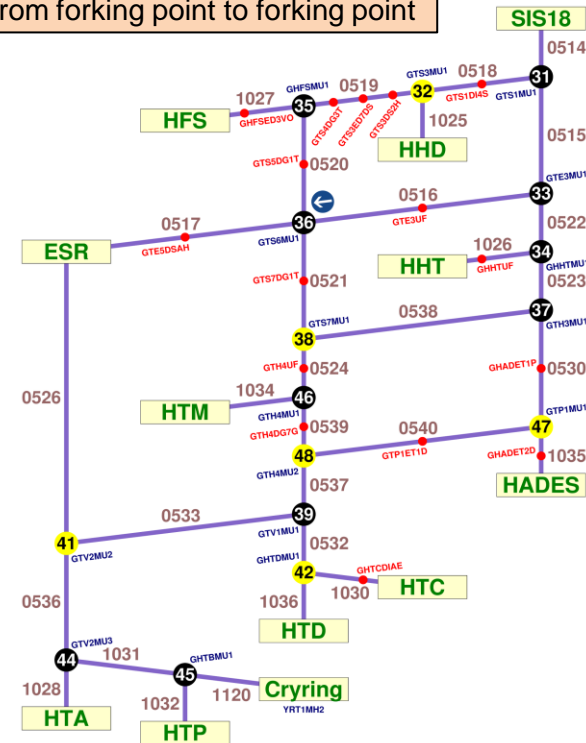 from forking point to forking point
SIS18
0514
GHFSMU1
0519
GTS3MU1
0518
31
1027
35
32
GTS1DI4S
GTS1MU1
HFS
GHFSED3VO
GTS4DG3T
GTS3ED7DS
GTS3DS2H
1025
HHD
0515
GTS5DG1T
0520
GTE3MU1
0517
36
0516
33
ESR
GTE5DSAH
GTS6MU1
GTE3UF
0522
1026
34
HHT
GHHTUF
GHHTMU1
GTS7DG1T
0521
0523
GTS7MU1
0538
37
38
GTH3MU1
GTH4UF
0524
GHADET1P
0530
0526
1034
46
HTM
GTH4MU1
GTP1MU1
GTH4DG7G
0539
0540
47
48
GTP1ET1D
GHADET2D
1035
GTH4MU2
HADES
0537
0533
39
41
GTV1MU1
GTV2MU2
0532
GHTDMU1
42
GHTCDIAE
0536
1030
HTC
1036
HTD
GTV2MU3
44
1031
GHTBMU1
45
1028
1032
1120
Cryring
YRT1MH2
HTA
HTP